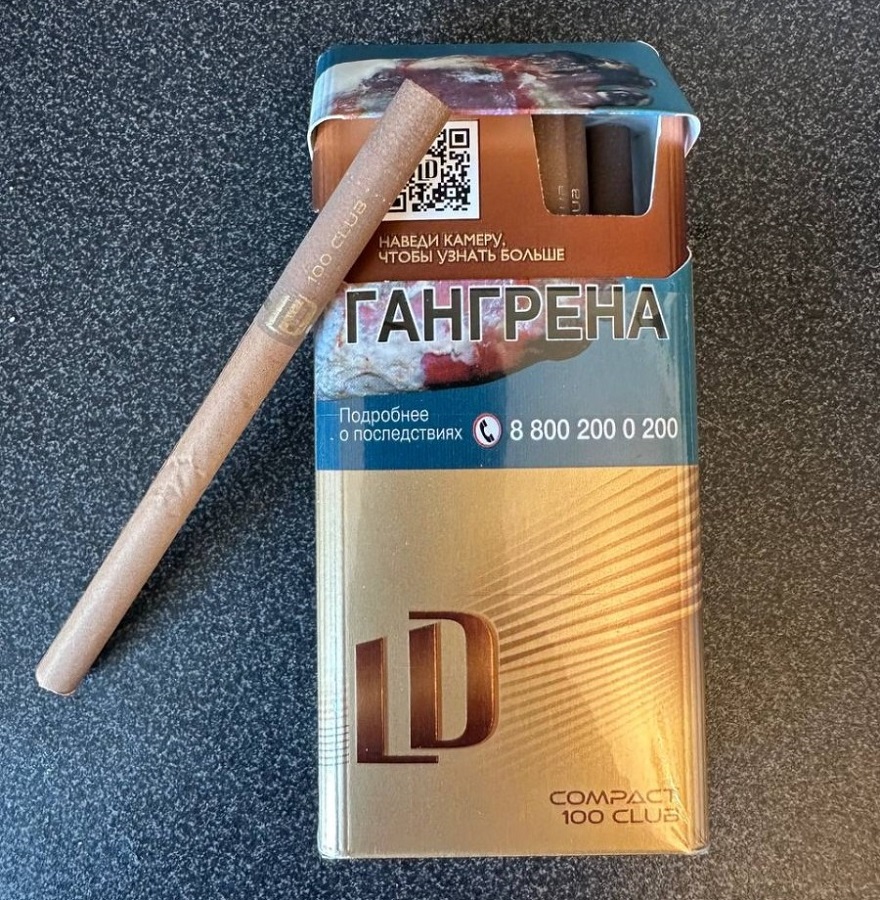 LD
НАВЕДИ КАМЕРУ,
ЧТОБЫ УЗНАТЬ БОЛЬШЕ
100 CLUB
ГАНГРЕНА
Подробнее
о последствиях
8 800 200 0 200
LD
COMPACT
100 CLUB